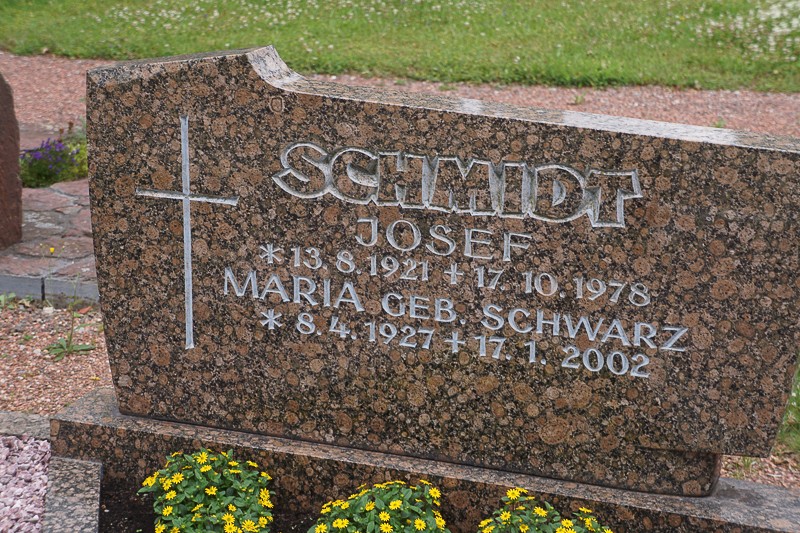 SCHMIDT
JOSEF
* 13. 8. 1921 ✝ 17. 10. 1978
MARIA GEB. SCHWARZ
* 8. 4. 1927 ✝ 17. 1. 2002